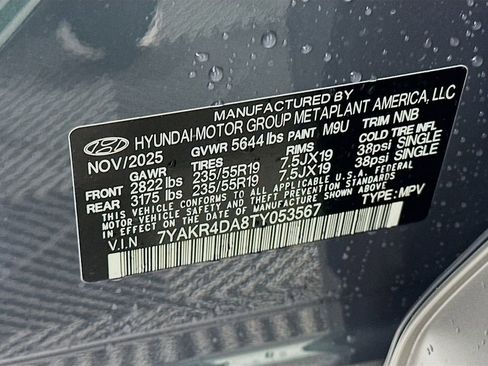 MANUFACTURED BY
HYUNDAI-MOTOR GROUP METAPLANT AMERICA, LLC
NOV/2025 GVWR 5644 lbs PAINT M9U TRIM NNB
GAWR TIRES RIMS COLD TIRE INFL
FRONT 2822 lbs 235/55R19 7.5JX19 38psi SINGLE
REAR 3175 lbs 235/55R19 7.5JX19 38psi SINGLE
THIS VEHICLE CONFORMS TO ALL APPLICABLE U.S.A. FEDERAL
MOTOR VEHICLE SAFETY AND THEFT PREVENTION STANDARDS IN
EFFECT ON THE DATE OF MANUFACTURE SHOWN ABOVE.
V.I.N 7YAKR4DA8TY053567 TYPE : MPV